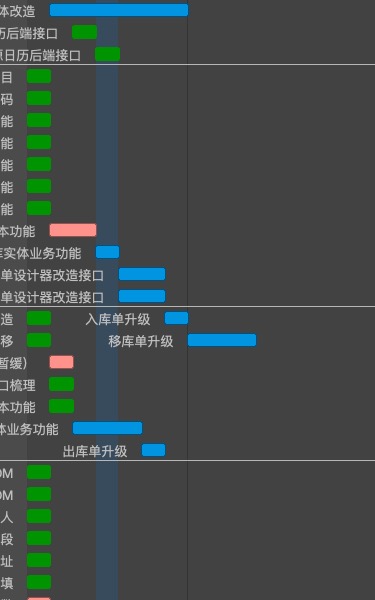 体改造
历后端接口
日历后端接口
目
码
能
能
能
能
能
本功能
实体业务功能
单设计器改造接口
单设计器改造接口
造 入库单升级
移 移库单升级
暂缓）
口梳理
本功能
体业务功能
出库单升级
OM
OM
人
段
址
填